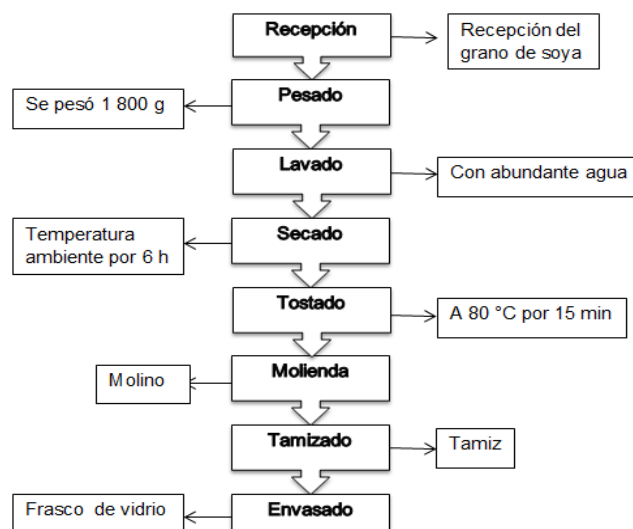 Recepción
Recepción del
grano de soya
Pesado
Se pesó 1 800 g
Lavado
Con abundante agua
Secado
Temperatura
ambiente por 6 h
Tostado
A 80 °C por 15 min
Molienda
Molino
Tamizado
Tamiz
Envasado
Frasco de vidrio